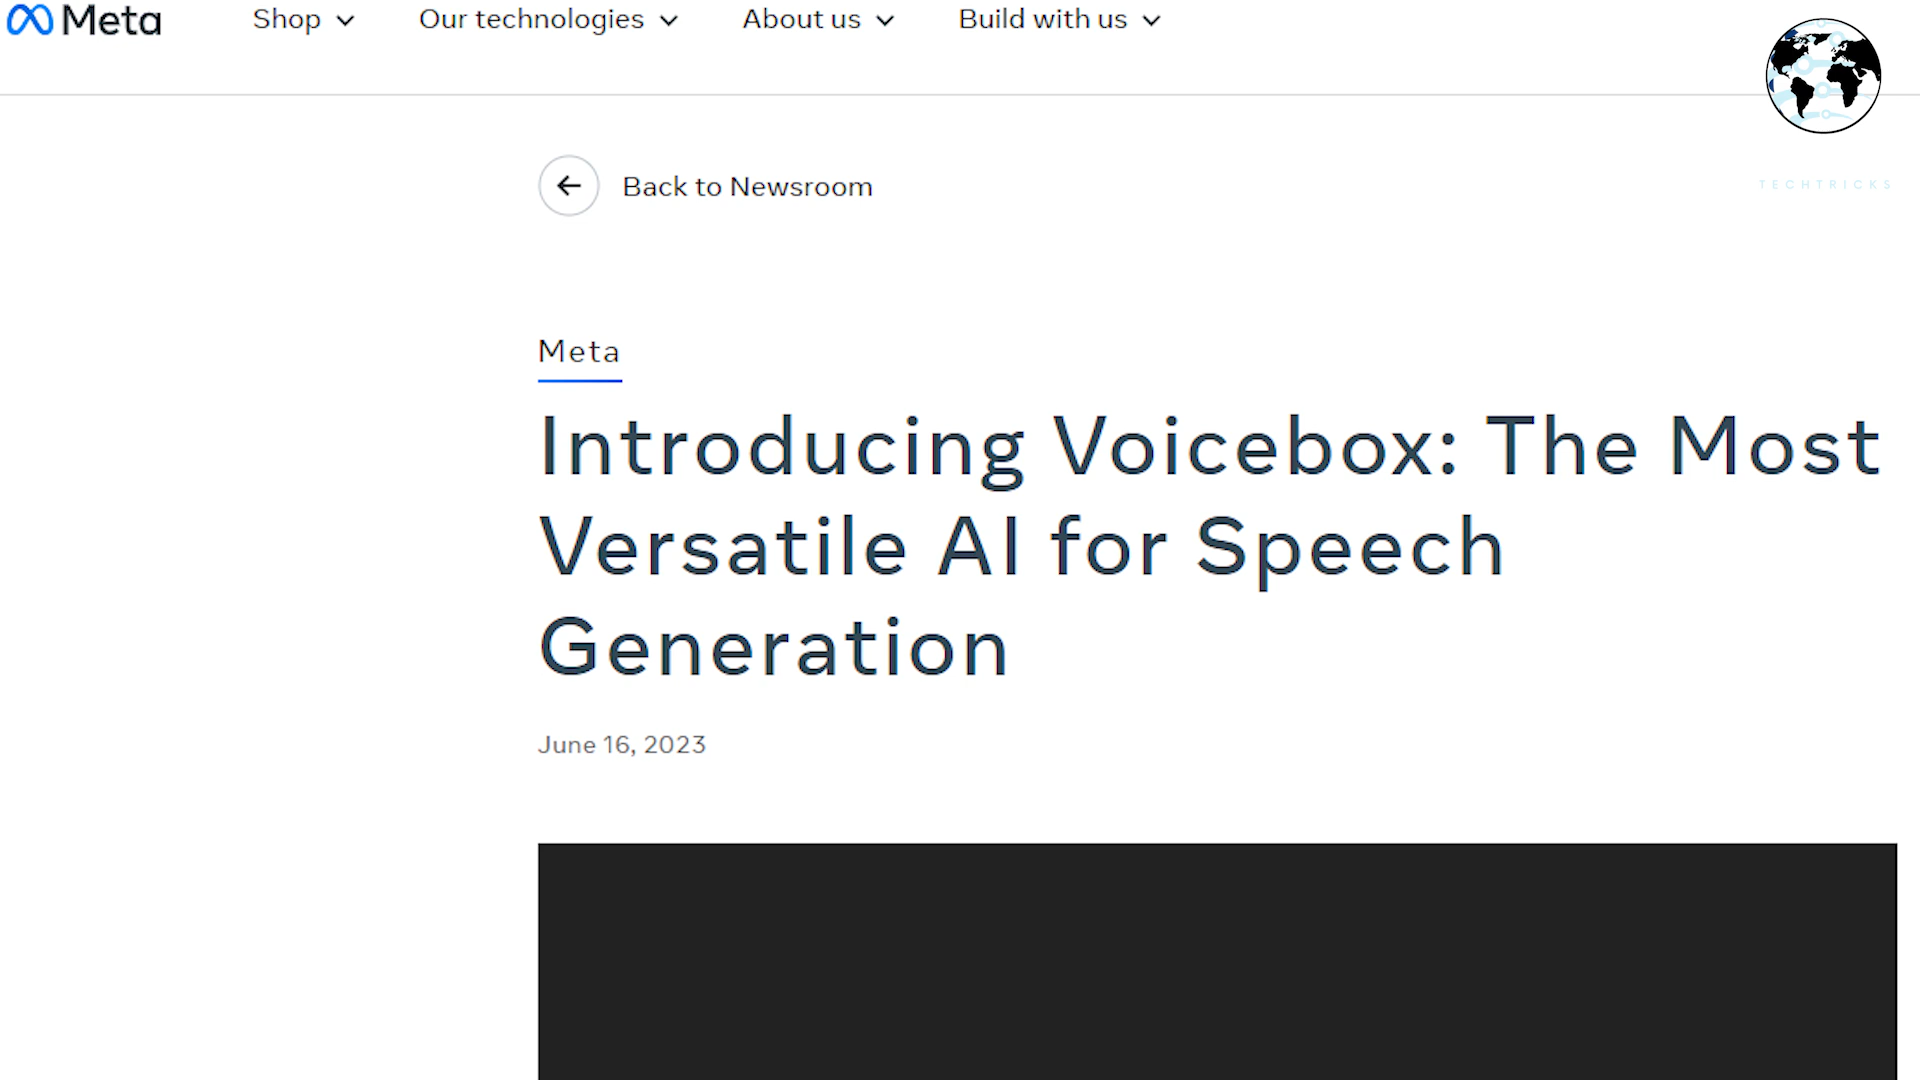 Meta
Shop
Our technologies
About us
Build with us
TECHTRICKS
Back to Newsroom
Meta
Introducing Voicebox: The Most
Versatile AI for Speech
Generation
June 16, 2023